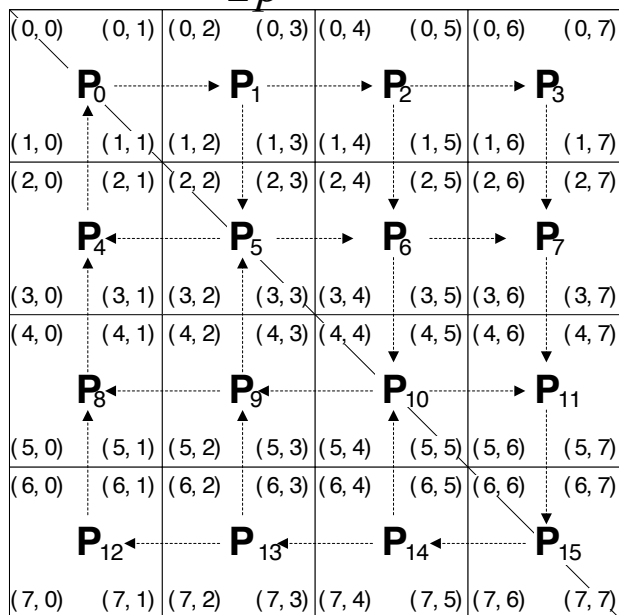 2p
(0, 0) (0, 1) (0, 2) (0, 3) (0, 4) (0, 5) (0, 6) (0, 7)
P0 P1 P2 P3
(1, 0) (1, 1) (1, 2) (1, 3) (1, 4) (1, 5) (1, 6) (1, 7)
(2, 0) (2, 1) (2, 2) (2, 3) (2, 4) (2, 5) (2, 6) (2, 7)
P4 P5 P6 P7
(3, 0) (3, 1) (3, 2) (3, 3) (3, 4) (3, 5) (3, 6) (3, 7)
(4, 0) (4, 1) (4, 2) (4, 3) (4, 4) (4, 5) (4, 6) (4, 7)
P8 P9 P10 P11
(5, 0) (5, 1) (5, 2) (5, 3) (5, 4) (5, 5) (5, 6) (5, 7)
(6, 0) (6, 1) (6, 2) (6, 3) (6, 4) (6, 5) (6, 6) (6, 7)
P12 P13 P14 P15
(7, 0) (7, 1) (7, 2) (7, 3) (7, 4) (7, 5) (7, 6) (7, 7)